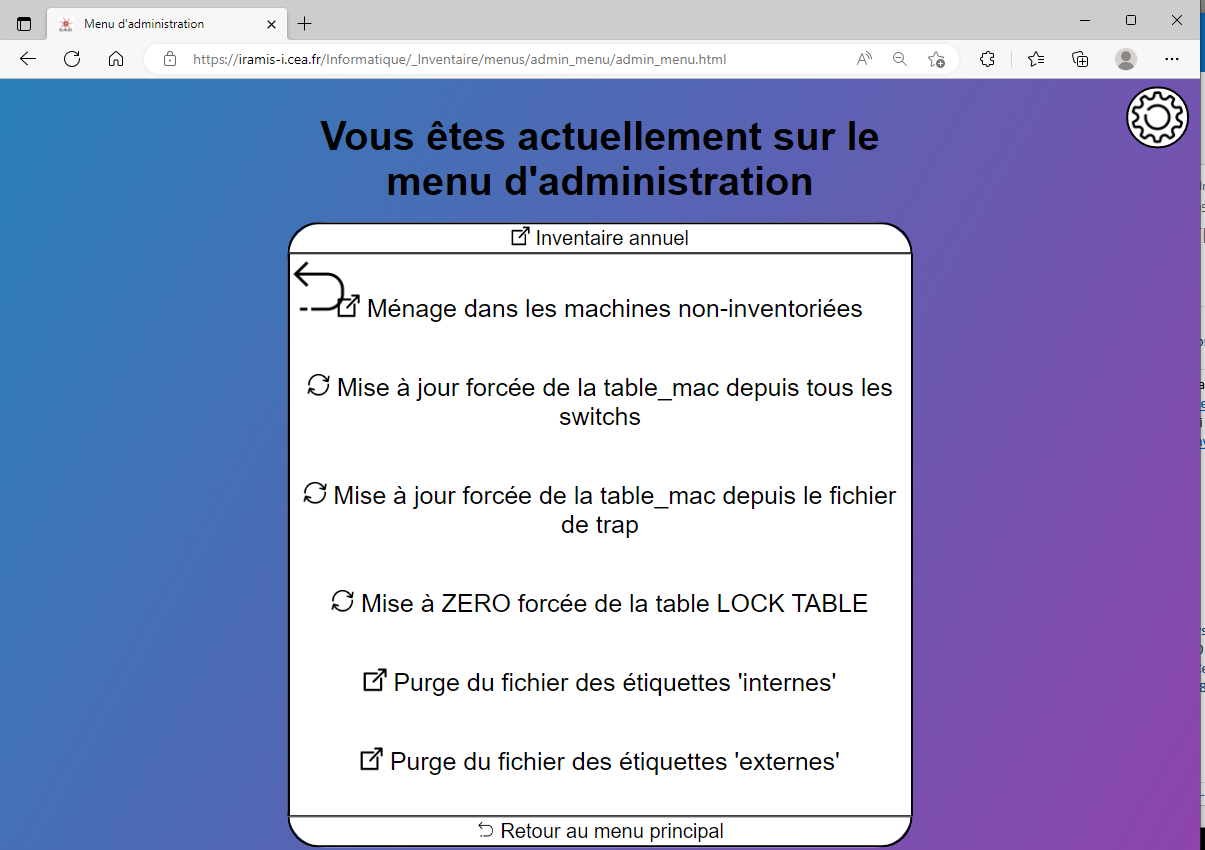 Menu d'administration
https://iramis-i.cea.fr/Informatique/_Inventaire/menus/admin_menu/admin_menu.html
Vous êtes actuellement sur le
menu d'administration
Inventaire annuel
Ménage dans les machines non-inventoriées
Mise à jour forcée de la table_mac depuis tous les
switchs
Mise à jour forcée de la table_mac depuis le fichier
de trap
Mise à ZERO forcée de la table LOCK TABLE
Purge du fichier des étiquettes 'internes'
Purge du fichier des étiquettes 'externes'
Retour au menu principal